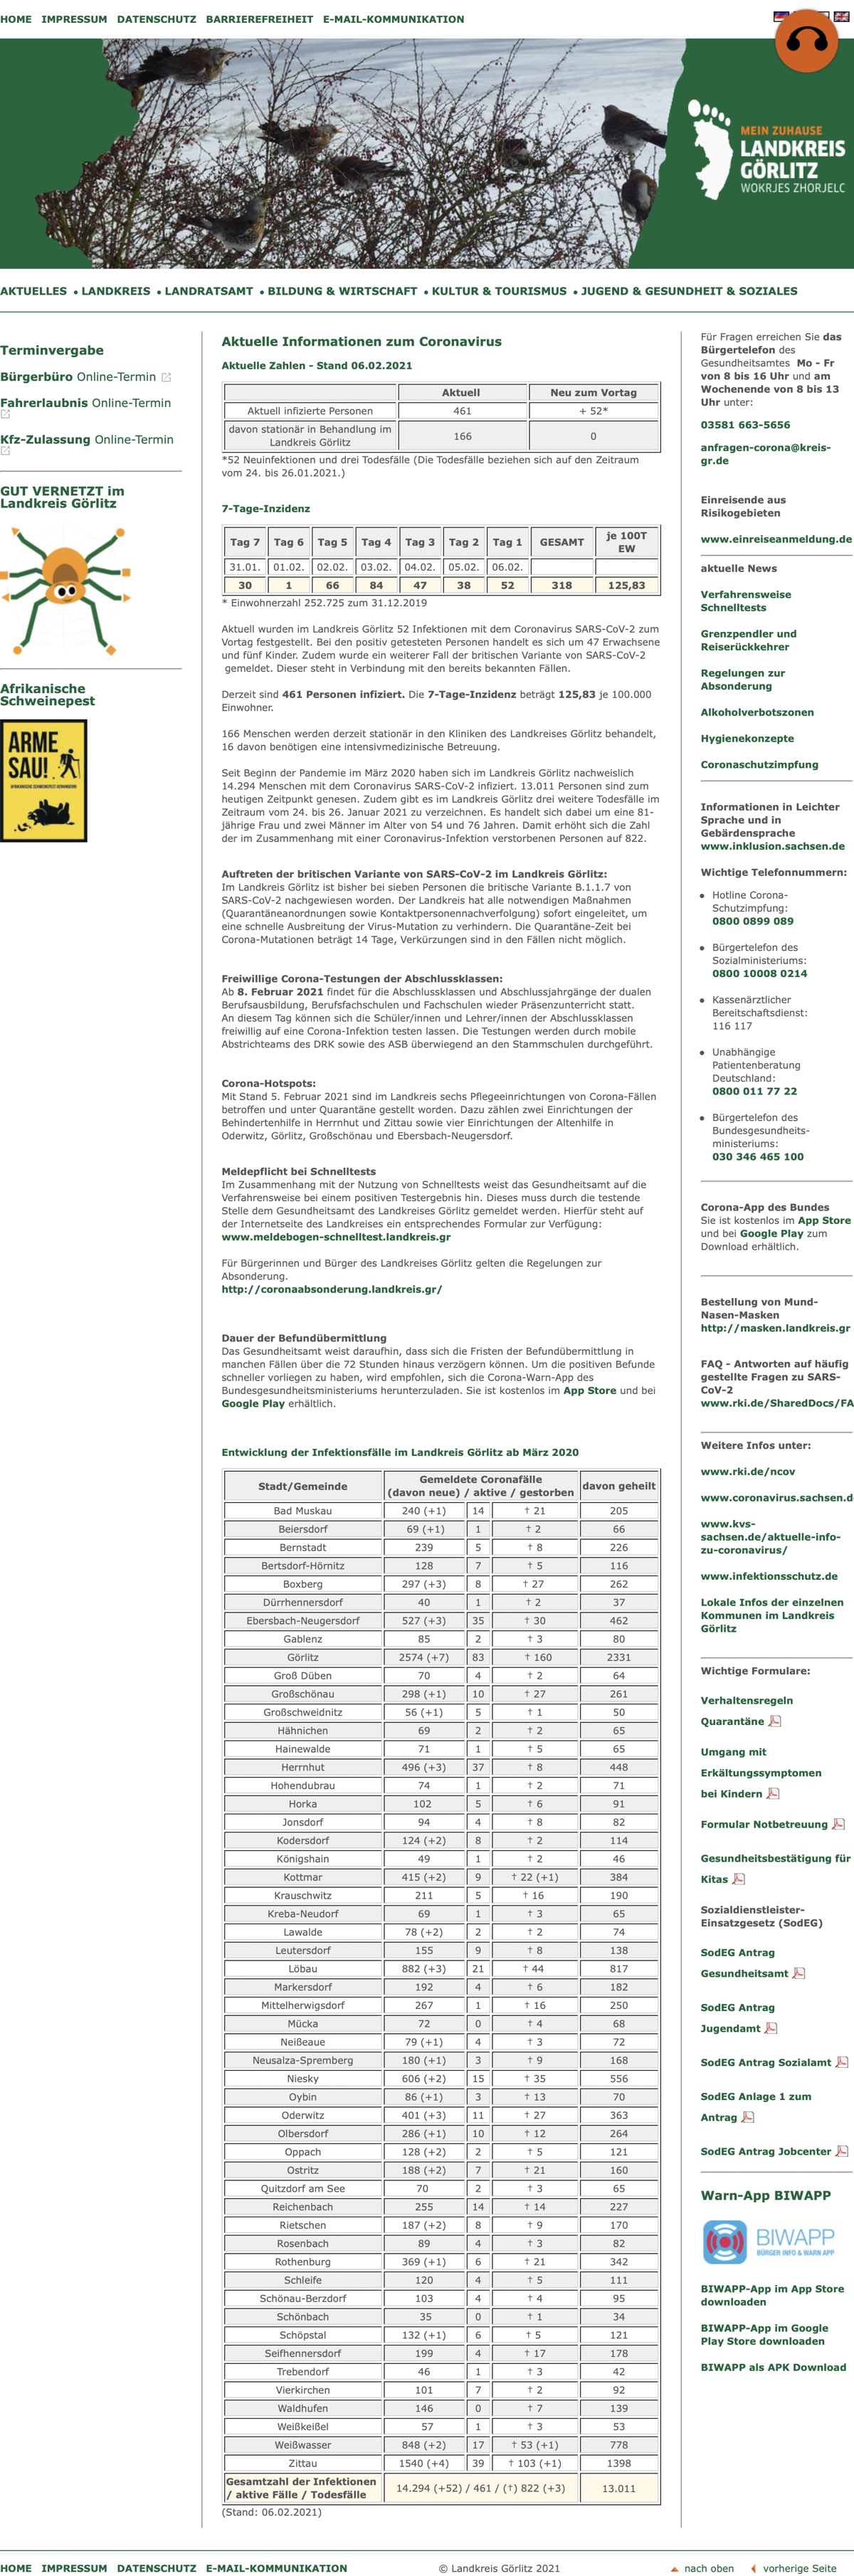 HOME IMPRESSUM DATENSCHUTZ BARRIEREFREIHEIT E-MAIL-KOMMUNIKATION
MEIN ZUHAUSE
LANDKREIS
GÖRLITZ
WOKRJES ZHORJELC
AKTUELLES • LANDKREIS • LANDRATSAMT • BILDUNG & WIRTSCHAFT • KULTUR & TOURISMUS • JUGEND & GESUNDHEIT & SOZIALES
Terminvergabe
Bürgerbüro Online-Termin
Fahrerlaubnis Online-Termin
Kfz-Zulassung Online-Termin
GUT VERNETZT im
Landkreis Görlitz
Afrikanische
Schweinepest
ARME
SAU!
AFRIKANISCHE SCHWEINEPEST VERHINDERN!
Aktuelle Informationen zum Coronavirus
Aktuelle Zahlen - Stand 06.02.2021
Aktuell Neu zum Vortag
Aktuell infizierte Personen 461 + 52*
davon stationär in Behandlung im
Landkreis Görlitz 166 0
*52 Neuinfektionen und drei Todesfälle (Die Todesfälle beziehen sich auf den Zeitraum
vom 24. bis 26.01.2021.)
7-Tage-Inzidenz
Tag 7 Tag 6 Tag 5 Tag 4 Tag 3 Tag 2 Tag 1 GESAMT je 100T
EW
31.01. 01.02. 02.02. 03.02. 04.02. 05.02. 06.02.
30 1 66 84 47 38 52 318 125,83
* Einwohnerzahl 252.725 zum 31.12.2019
Aktuell wurden im Landkreis Görlitz 52 Infektionen mit dem Coronavirus SARS-CoV-2 zum
Vortag festgestellt. Bei den positiv getesteten Personen handelt es sich um 47 Erwachsene
und fünf Kinder. Zudem wurde ein weiterer Fall der britischen Variante von SARS-CoV-2
gemeldet. Dieser steht in Verbindung mit den bereits bekannten Fällen.
Derzeit sind 461 Personen infiziert. Die 7-Tage-Inzidenz beträgt 125,83 je 100.000
Einwohner.
166 Menschen werden derzeit stationär in den Kliniken des Landkreises Görlitz behandelt,
16 davon benötigen eine intensivmedizinische Betreuung.
Seit Beginn der Pandemie im März 2020 haben sich im Landkreis Görlitz nachweislich
14.294 Menschen mit dem Coronavirus SARS-CoV-2 infiziert. 13.011 Personen sind zum
heutigen Zeitpunkt genesen. Zudem gibt es im Landkreis Görlitz drei weitere Todesfälle im
Zeitraum vom 24. bis 26. Januar 2021 zu verzeichnen. Es handelt sich dabei um eine 81-
jährige Frau und zwei Männer im Alter von 54 und 76 Jahren. Damit erhöht sich die Zahl
der im Zusammenhang mit einer Coronavirus-Infektion verstorbenen Personen auf 822.
Auftreten der britischen Variante von SARS-CoV-2 im Landkreis Görlitz:
Im Landkreis Görlitz ist bisher bei sieben Personen die britische Variante B.1.1.7 von
SARS-CoV-2 nachgewiesen worden. Der Landkreis hat alle notwendigen Maßnahmen
(Quarantäneanordnungen sowie Kontaktpersonennachverfolgung) sofort eingeleitet, um
eine schnelle Ausbreitung der Virus-Mutation zu verhindern. Die Quarantäne-Zeit bei
Corona-Mutationen beträgt 14 Tage, Verkürzungen sind in den Fällen nicht möglich.
Freiwillige Corona-Testungen der Abschlussklassen:
Ab 8. Februar 2021 findet für die Abschlussklassen und Abschlussjahrgänge der dualen
Berufsausbildung, Berufsfachschulen und Fachschulen wieder Präsenzunterricht statt.
An diesem Tag können sich die Schüler/innen und Lehrer/innen der Abschlussklassen
freiwillig auf eine Corona-Infektion testen lassen. Die Testungen werden durch mobile
Abstrichteams des DRK sowie des ASB überwiegend an den Stammschulen durchgeführt.
Corona-Hotspots:
Mit Stand 5. Februar 2021 sind im Landkreis sechs Pflegeeinrichtungen von Corona-Fällen
betroffen und unter Quarantäne gestellt worden. Dazu zählen zwei Einrichtungen der
Behindertenhilfe in Herrnhut und Zittau sowie vier Einrichtungen der Altenhilfe in
Oderwitz, Görlitz, Großschönau und Ebersbach-Neugersdorf.
Meldepflicht bei Schnelltests
Im Zusammenhang mit der Nutzung von Schnelltests weist das Gesundheitsamt auf die
Verfahrensweise bei einem positiven Testergebnis hin. Dieses muss durch die testende
Stelle dem Gesundheitsamt des Landkreises Görlitz gemeldet werden. Hierfür steht auf
der Internetseite des Landkreises ein entsprechendes Formular zur Verfügung:
www.meldebogen-schnelltest.landkreis.gr
Für Bürgerinnen und Bürger des Landkreises Görlitz gelten die Regelungen zur
Absonderung.
http://coronaabsonderung.landkreis.gr/
Dauer der Befundübermittlung
Das Gesundheitsamt weist daraufhin, dass sich die Fristen der Befundübermittlung in
manchen Fällen über die 72 Stunden hinaus verzögern können. Um die positiven Befunde
schneller vorliegen zu haben, wird empfohlen, sich die Corona-Warn-App des
Bundesgesundheitsministeriums herunterzuladen. Sie ist kostenlos im App Store und bei
Google Play erhältlich.
Entwicklung der Infektionsfälle im Landkreis Görlitz ab März 2020
Stadt/Gemeinde Gemeldete Coronafälle
(davon neue) / aktive / gestorben davon geheilt
Bad Muskau 240 (+1) 14 † 21 205
Beiersdorf 69 (+1) 1 † 2 66
Bernstadt 239 5 † 8 226
Bertsdorf-Hörnitz 128 7 † 5 116
Boxberg 297 (+3) 8 † 27 262
Dürrhennersdorf 40 1 † 2 37
Ebersbach-Neugersdorf 527 (+3) 35 † 30 462
Gablenz 85 2 † 3 80
Görlitz 2574 (+7) 83 † 160 2331
Groß Düben 70 4 † 2 64
Großschönau 298 (+1) 10 † 27 261
Großschweidnitz 56 (+1) 5 † 1 50
Hähnichen 69 2 † 2 65
Hainewalde 71 1 † 5 65
Herrnhut 496 (+3) 37 † 8 448
Hohendubrau 74 1 † 2 71
Horka 102 5 † 6 91
Jonsdorf 94 4 † 8 82
Kodersdorf 124 (+2) 8 † 2 114
Königshain 49 1 † 2 46
Kottmar 415 (+2) 9 † 22 (+1) 384
Krauschwitz 211 5 † 16 190
Kreba-Neudorf 69 1 † 3 65
Lawalde 78 (+2) 2 † 2 74
Leutersdorf 155 9 † 8 138
Löbau 882 (+3) 21 † 44 817
Markersdorf 192 4 † 6 182
Mittelherwigsdorf 267 1 † 16 250
Mücka 72 0 † 4 68
Neißeaue 79 (+1) 4 † 3 72
Neusalza-Spremberg 180 (+1) 3 † 9 168
Niesky 606 (+2) 15 † 35 556
Oybin 86 (+1) 3 † 13 70
Oderwitz 401 (+3) 11 † 27 363
Olbersdorf 286 (+1) 10 † 12 264
Oppach 128 (+2) 2 † 5 121
Ostritz 188 (+2) 7 † 21 160
Quitzdorf am See 70 2 † 3 65
Reichenbach 255 14 † 14 227
Rietschen 187 (+2) 8 † 9 170
Rosenbach 89 4 † 3 82
Rothenburg 369 (+1) 6 † 21 342
Schleife 120 4 † 5 111
Schönau-Berzdorf 103 4 † 4 95
Schönbach 35 0 † 1 34
Schöpstal 132 (+1) 6 † 5 121
Seifhennersdorf 199 4 † 17 178
Trebendorf 46 1 † 3 42
Vierkirchen 101 7 † 2 92
Waldhufen 146 0 † 7 139
Weißkeißel 57 1 † 3 53
Weißwasser 848 (+2) 17 † 53 (+1) 778
Zittau 1540 (+4) 39 † 103 (+1) 1398
Gesamtzahl der Infektionen
/ aktive Fälle / Todesfälle 14.294 (+52) / 461 / (†) 822 (+3) 13.011
(Stand: 06.02.2021)
Für Fragen erreichen Sie das
Bürgertelefon des
Gesundheitsamtes Mo - Fr
von 8 bis 16 Uhr und am
Wochenende von 8 bis 13
Uhr unter:
03581 663-5656
anfragen-corona@kreis-
gr.de
Einreisende aus
Risikogebieten
www.einreiseanmeldung.de
aktuelle News
Verfahrensweise
Schnelltests
Grenzpendler und
Reiserückkehrer
Regelungen zur
Absonderung
Alkoholverbotszonen
Hygienekonzepte
Coronaschutzimpfung
Informationen in Leichter
Sprache und in
Gebärdensprache
www.inklusion.sachsen.de
Wichtige Telefonnummern:
• Hotline Corona-
Schutzimpfung:
0800 0899 089
• Bürgertelefon des
Sozialministeriums:
0800 10008 0214
• Kassenärztlicher
Bereitschaftsdienst:
116 117
• Unabhängige
Patientenberatung
Deutschland:
0800 011 77 22
• Bürgertelefon des
Bundesgesundheits-
ministeriums:
030 346 465 100
Corona-App des Bundes
Sie ist kostenlos im App Store
und bei Google Play zum
Download erhältlich.
Bestellung von Mund-
Nasen-Masken
http://masken.landkreis.gr
FAQ - Antworten auf häufig
gestellte Fragen zu SARS-
CoV-2
www.rki.de/SharedDocs/FA
Weitere Infos unter:
www.rki.de/ncov
www.coronavirus.sachsen.d
www.kvs-
sachsen.de/aktuelle-info-
zu-coronavirus/
www.infektionsschutz.de
Lokale Infos der einzelnen
Kommunen im Landkreis
Görlitz
Wichtige Formulare:
Verhaltensregeln
Quarantäne
Umgang mit
Erkältungssymptomen
bei Kindern
Formular Notbetreuung
Gesundheitsbestätigung für
Kitas
Sozialdienstleister-
Einsatzgesetz (SodEG)
SodEG Antrag
Gesundheitsamt
SodEG Antrag
Jugendamt
SodEG Antrag Sozialamt
SodEG Anlage 1 zum
Antrag
SodEG Antrag Jobcenter
Warn-App BIWAPP
BIWAPP
BÜRGER INFO & WARN APP
BIWAPP-App im App Store
downloaden
BIWAPP-App im Google
Play Store downloaden
BIWAPP als APK Download
HOME IMPRESSUM DATENSCHUTZ E-MAIL-KOMMUNIKATION
© Landkreis Görlitz 2021
nach oben vorherige Seite